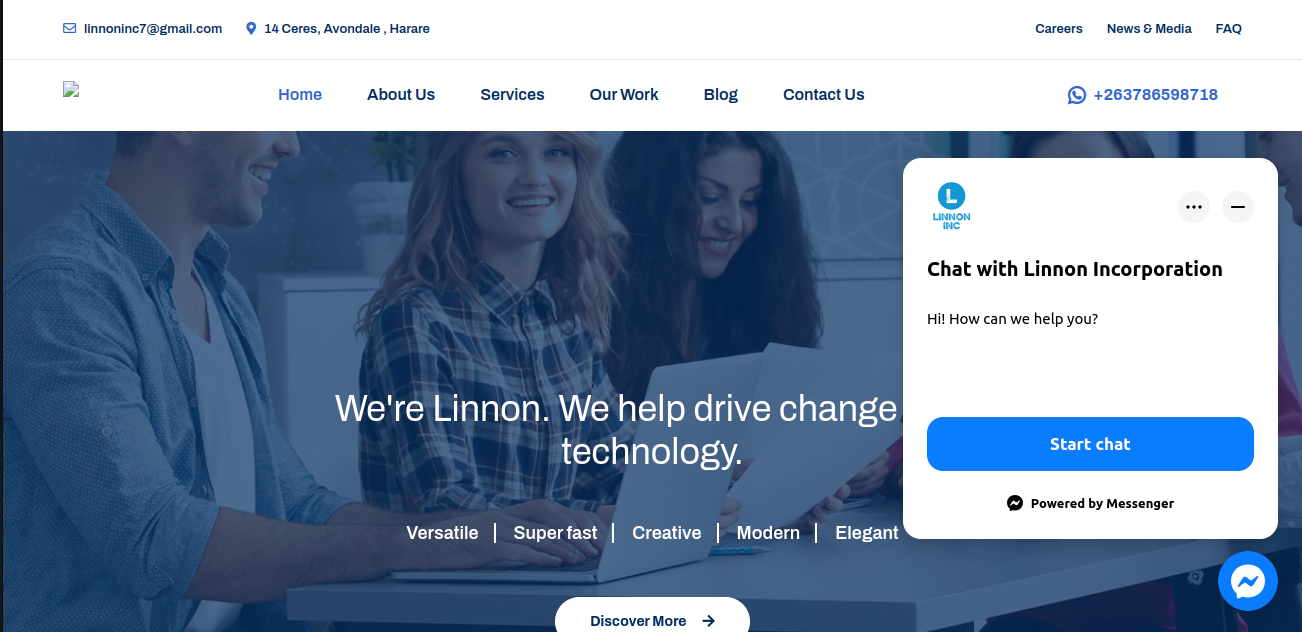 linnoninc7@gmail.com
14 Ceres, Avondale , Harare
Careers
News & Media
FAQ
Home
About Us
Services
Our Work
Blog
Contact Us
+263786598718
L
LINNON
INC
Chat with Linnon Incorporation
Hi! How can we help you?
We're Linnon. We help drive change
technology.
Start chat
Powered by Messenger
Versatile
Super fast
Creative
Modern
Elegant
Discover More